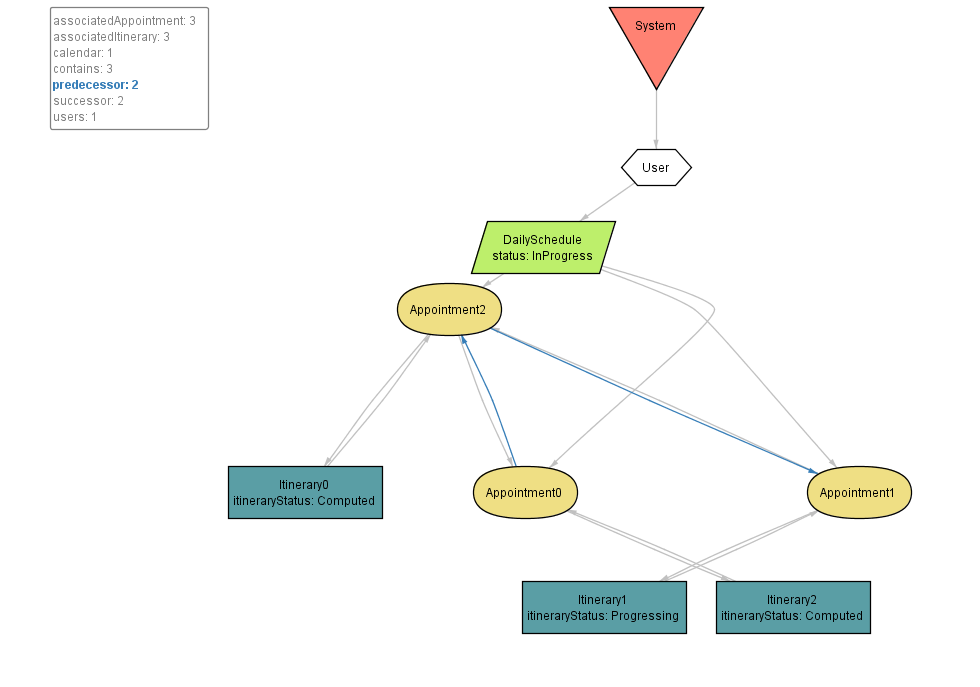 associatedAppointment: 3
associatedItinerary: 3
calendar: 1
contains: 3
predecessor: 2
successor: 2
users: 1
System
User
DailySchedule
status: InProgress
Appointment2
Itinerary0
itineraryStatus: Computed
Appointment0
Appointment1
Itinerary1
itineraryStatus: Progressing
Itinerary2
itineraryStatus: Computed